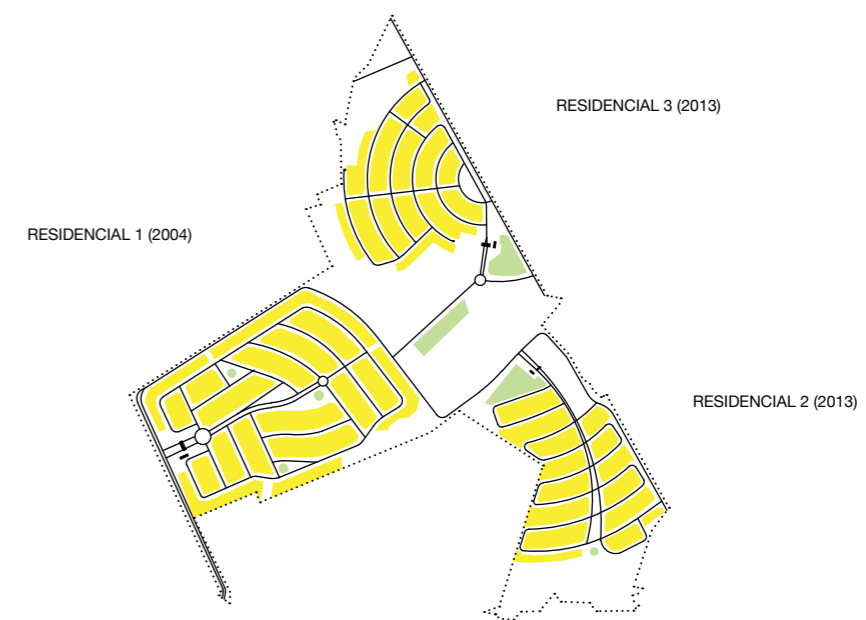 RESIDENCIAL 3 (2013)
RESIDENCIAL 1 (2004)
RESIDENCIAL 2 (2013)